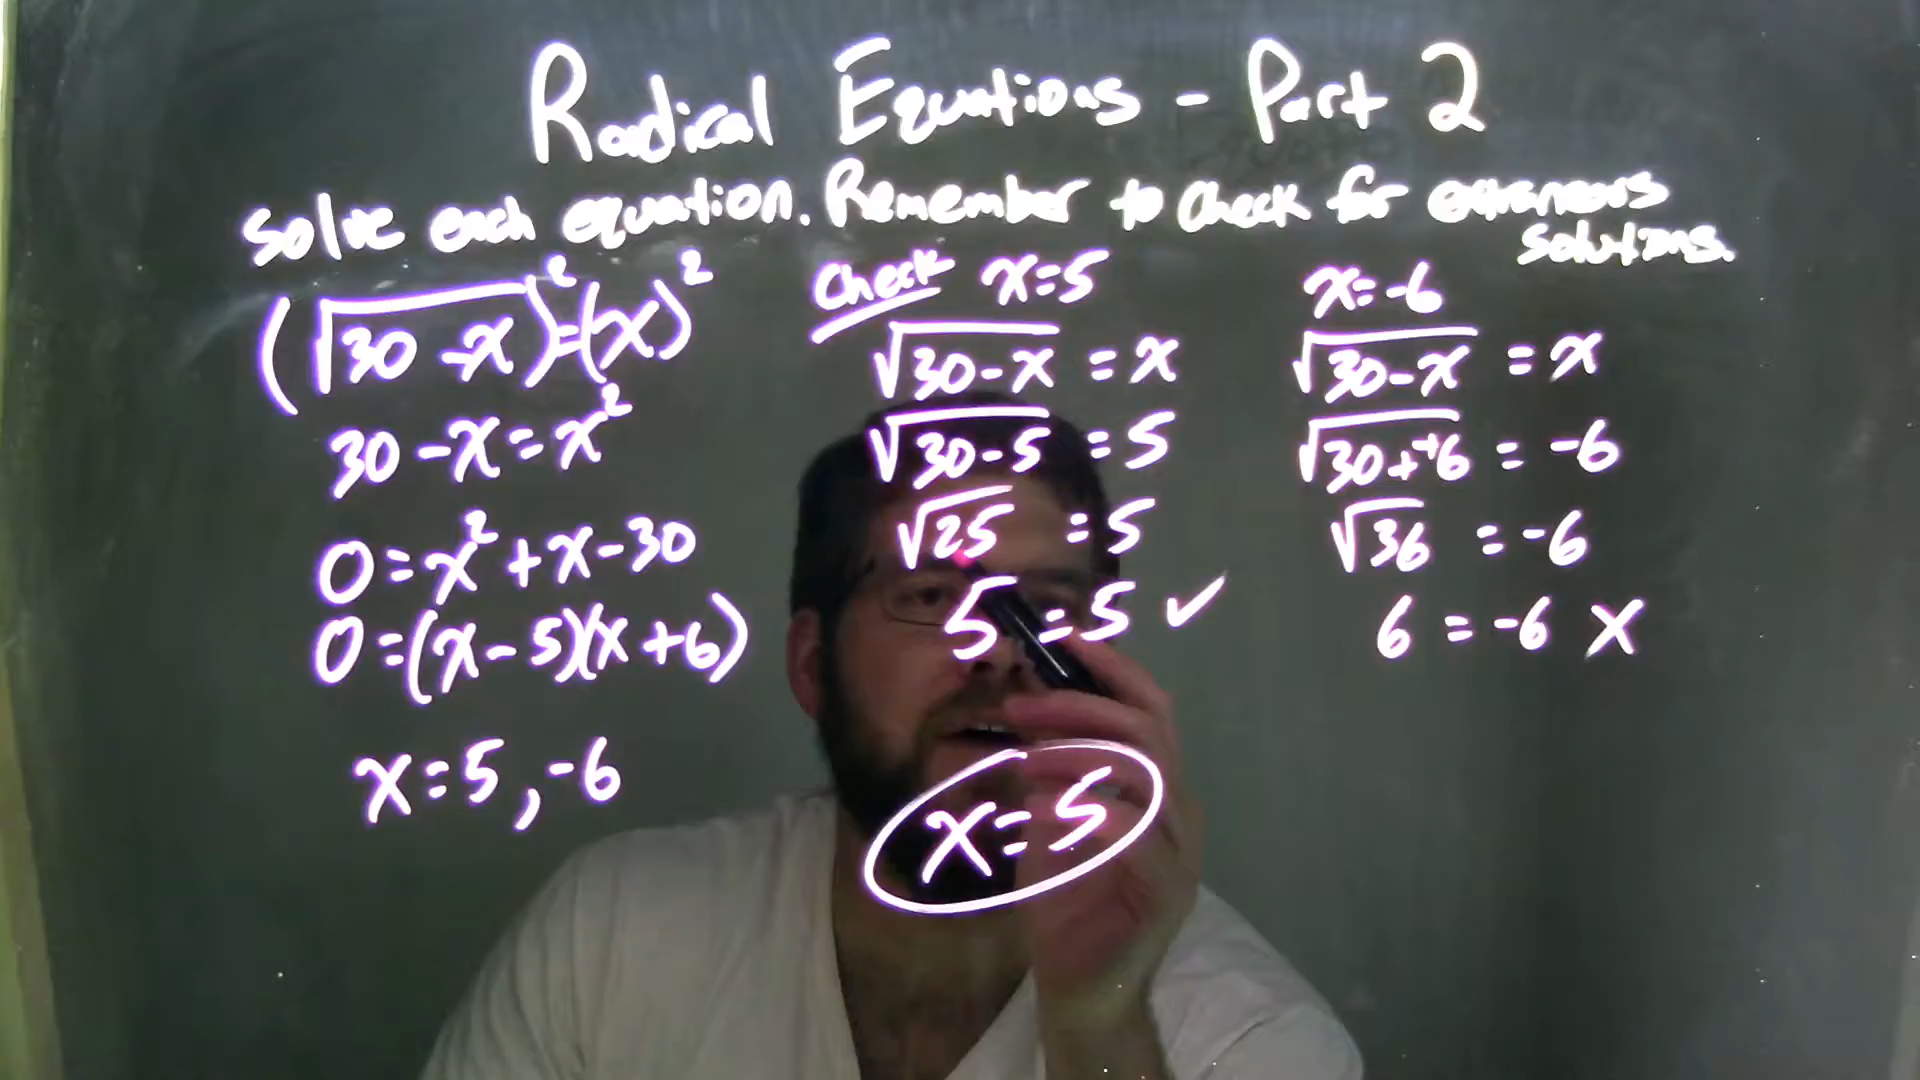 Radical Equations - Part 2
Solve each equation. Remember to check for extraneous
solutions.
(√30-x)²=(x)²
30-x=x²
0=x²+x-30
0=(x-5)(x+6)
x=5,-6
Check x=5
√30-x = x
√30-5 = 5
√25 = 5
5 = 5 ✓
x=5
x=-6
√30-x = x
√30++6 = -6
√36 = -6
6 = -6 X